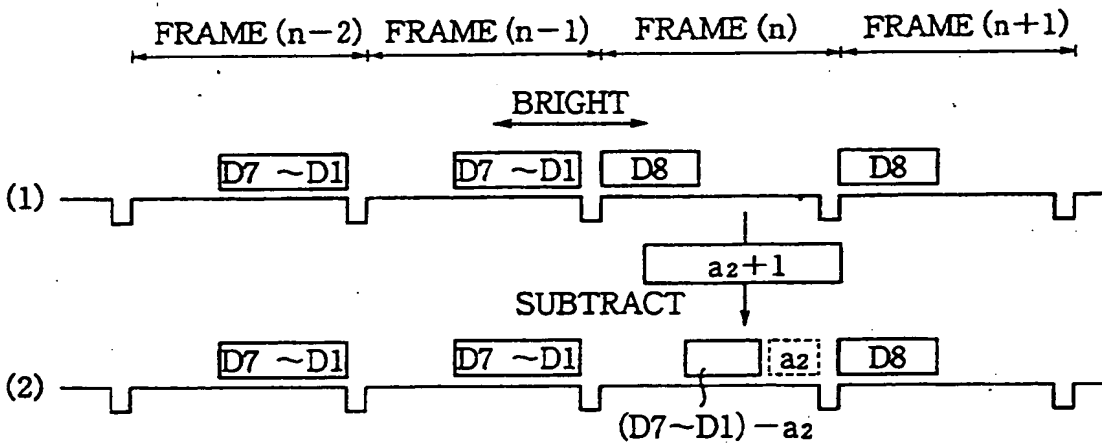 FRAME (n−2) FRAME (n−1) FRAME (n) FRAME (n+1)
BRIGHT
D7 ~D1 D7 ~D1 D8 D8
(1)
a2+1
SUBTRACT
D7 ~D1 D7 ~D1 a2 D8
(2)
(D7~D1) −a2